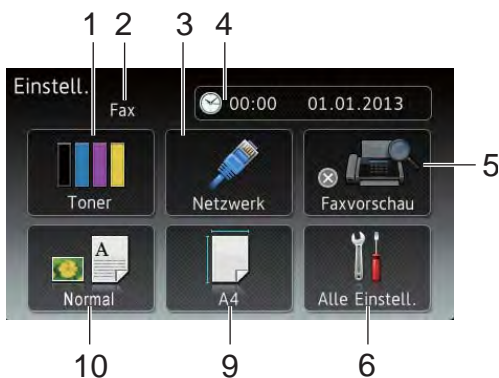 1 2 3 4
Einstell.
Fax
00:00 01.01.2013
5
Toner Netzwerk Faxvorschau
A
Normal A4 Alle Einstell.
10 9 6